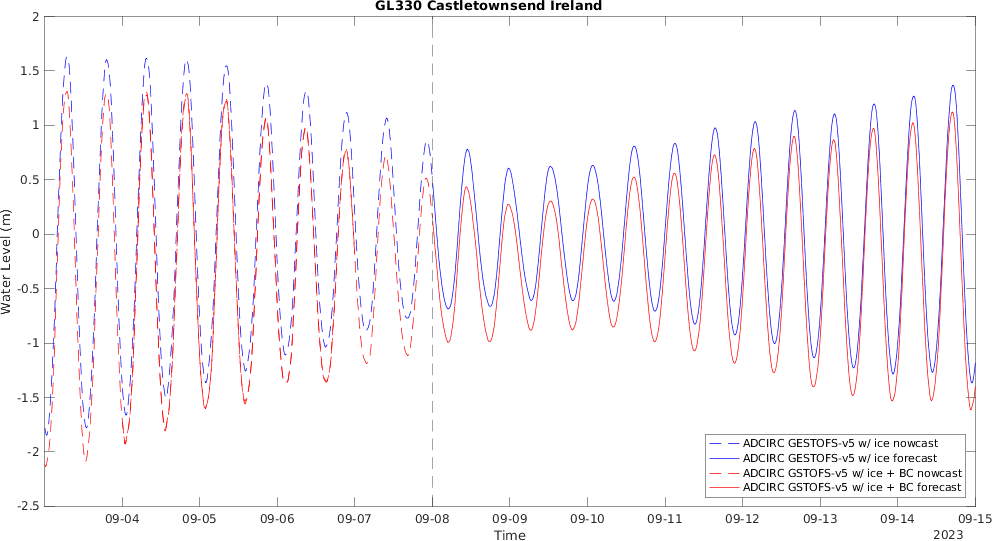 GL330 Castletownsend Ireland
2
1.5
1
0.5
0
-0.5
-1
-1.5
-2
-2.5
Water Level (m)
09-04 09-05 09-06 09-07 09-08 09-09 09-10 09-11 09-12 09-13 09-14 09-15
Time
2023
ADCIRC GESTOFS-v5 w/ ice nowcast
ADCIRC GESTOFS-v5 w/ ice forecast
ADCIRC GSTOFS-v5 w/ ice + BC nowcast
ADCIRC GSTOFS-v5 w/ ice + BC forecast